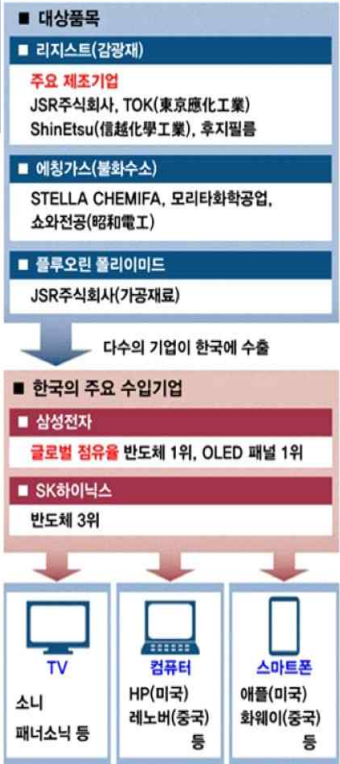 ■ 대상품목
■ 리지스트(감광재)
주요 제조기업
JSR주식회사, TOK(東京應化工業)
ShinEtsu(信越化學工業), 후지필름
■ 에칭가스(불화수소)
STELLA CHEMIFA, 모리타화학공업,
쇼와전공(昭和電工)
■ 플루오린 폴리이미드
JSR주식회사(가공재료)
다수의 기업이 한국에 수출
■ 한국의 주요 수입기업
■ 삼성전자
글로벌 점유율 반도체 1위, OLED 패널 1위
■ SK하이닉스
반도체 3위
TV
소니
패너소닉 등
컴퓨터
HP(미국)
레노버(중국)
등
스마트폰
애플(미국)
화웨이(중국)
등